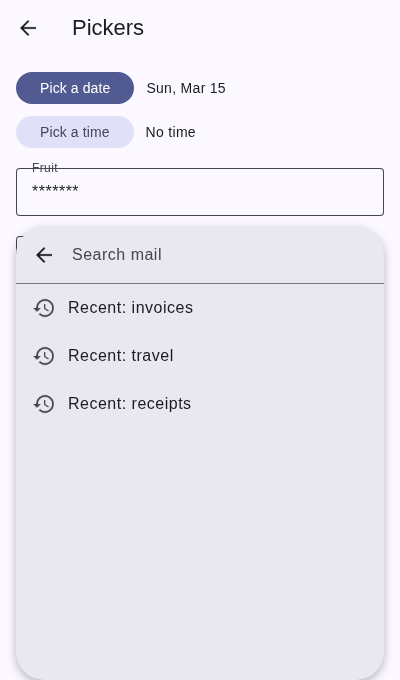 Pickers
Pick a date Sun, Mar 15
Pick a time No time
Fruit
*******
Search mail
Recent: invoices
Recent: travel
Recent: receipts